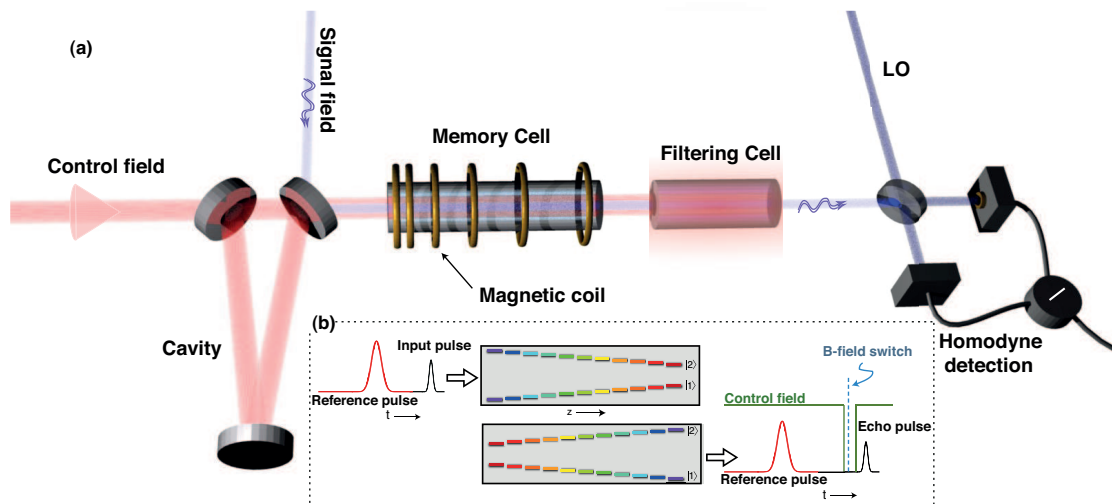 (a)
Signal field
LO
Memory Cell
Filtering Cell
Control field
Magnetic coil
Cavity
Homodyne
detection
(b)
Input pulse
Reference pulse
t
|2⟩
|1⟩
z
|2⟩
|1⟩
B-field switch
Control field
Echo pulse
Reference pulse
t